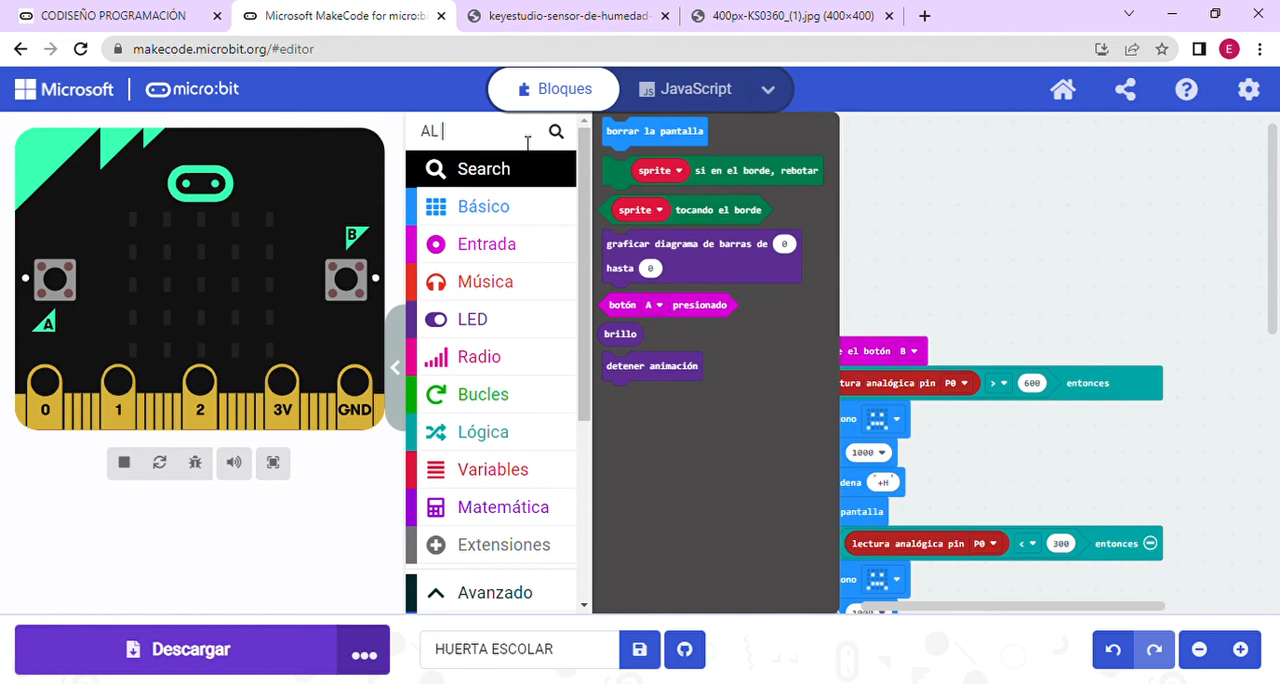 CODISEÑO PROGRAMACIÓN
Microsoft MakeCode for micro:bi
keyestudio-sensor-de-humedad-
400px-KS0360_(1).jpg (400×400)
makecode.microbit.org/#editor
E
Microsoft
micro:bit
Bloques
JS JavaScript
AL
Search
Básico
Entrada
Música
LED
Radio
Bucles
Lógica
Variables
Matemática
Extensiones
Avanzado
borrar la pantalla
sprite si en el borde, rebotar
sprite tocando el borde
graficar diagrama de barras de 0
hasta 0
botón A presionado
brillo
detener animación
e el botón B
tura analógica pin P0 > 600 entonces
ono
1000
dena "+H"
pantalla
lectura analógica pin P0 < 300 entonces
ono
1000
B
A
0 1 2 3V GND
Descargar
HUERTA ESCOLAR